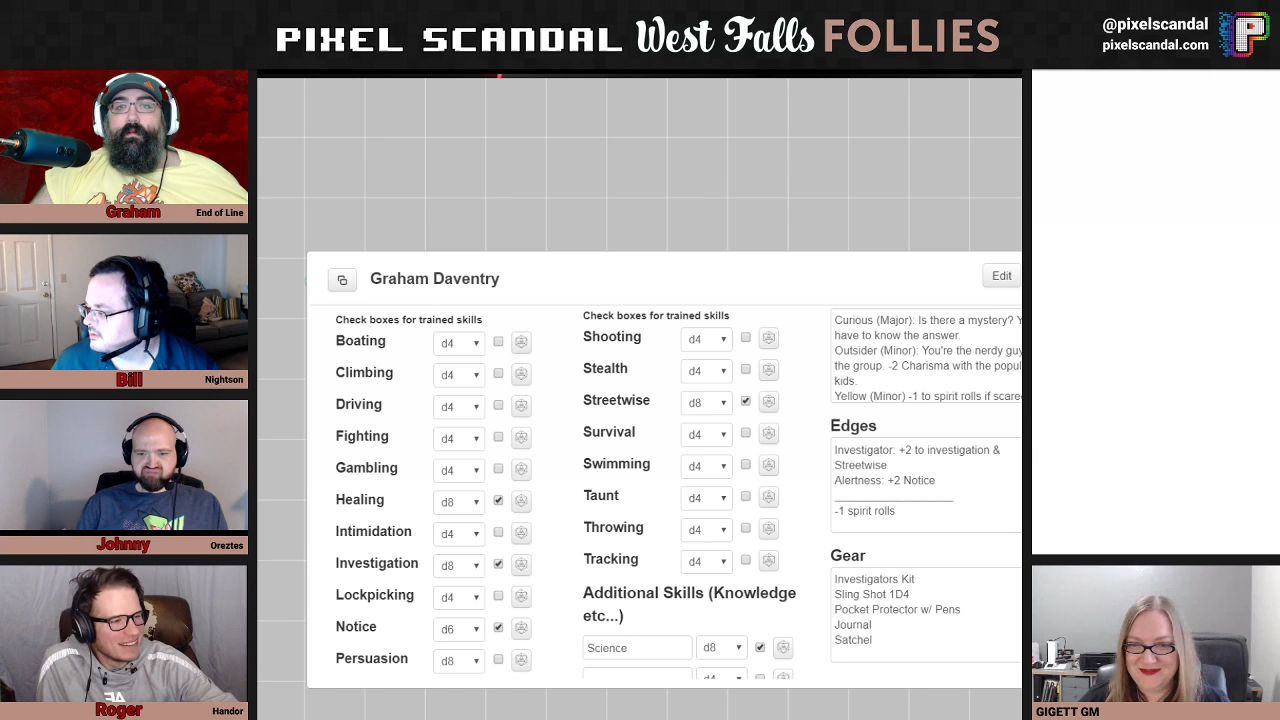 PIXEL SCANDAL West Falls FOLLIES
@pixelscandal
pixelscandal.com
Graham
End of Line
Bill
Nightson
Johnny
Oreztes
Roger
Handor
GIGETT GM
Graham Daventry
Edit
Check boxes for trained skills
Boating d4
Climbing d4
Driving d4
Fighting d4
Gambling d4
Healing d8
Intimidation d4
Investigation d8
Lockpicking d4
Notice d6
Persuasion d8
Check boxes for trained skills
Shooting d4
Stealth d4
Streetwise d8
Survival d4
Swimming d4
Taunt d4
Throwing d4
Tracking d4
Additional Skills (Knowledge
etc...)
Science d8
d4
Curious (Major): Is there a mystery? Y
have to know the answer.
Outsider (Minor): You're the nerdy guy
the group. -2 Charisma with the popul
kids.
Yellow (Minor) -1 to spirit rolls if scare
Edges
Investigator: +2 to investigation &
Streetwise
Alertness: +2 Notice
-1 spirit rolls
Gear
Investigators Kit
Sling Shot 1D4
Pocket Protector w/ Pens
Journal
Satchel